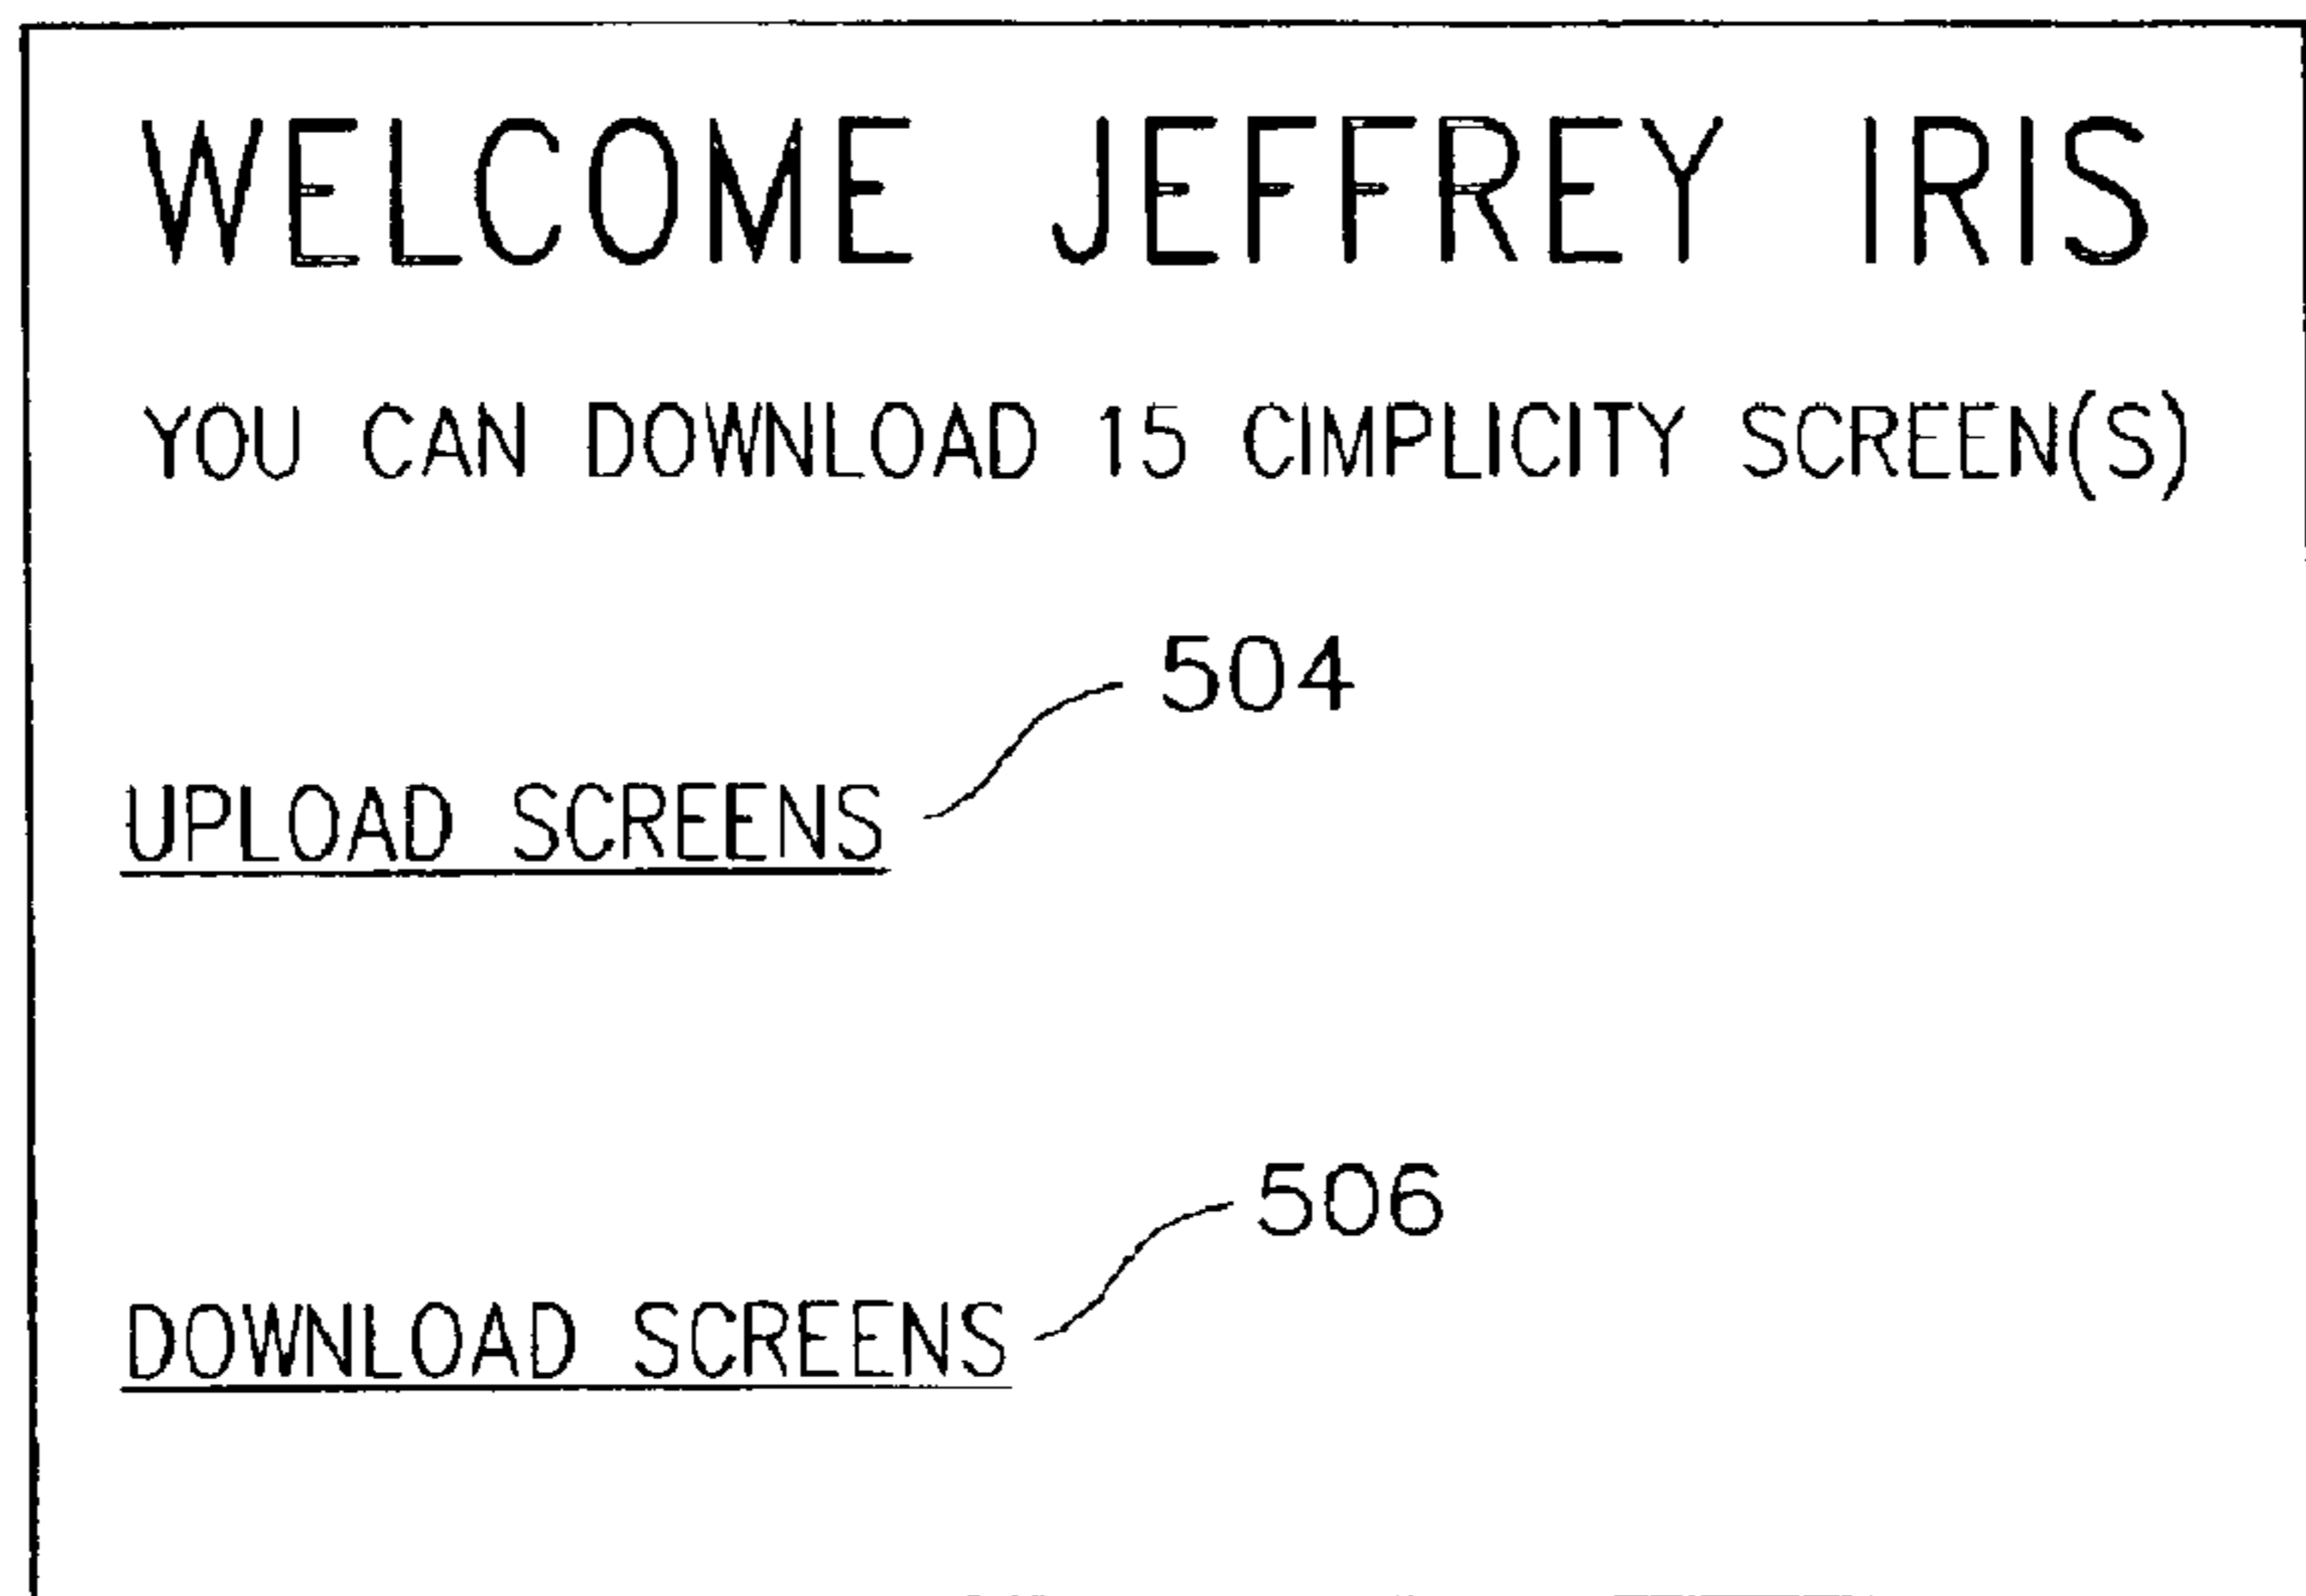 WELCOME JEFFREY IRIS
YOU CAN DOWNLOAD 15 CIMPLICITY SCREEN(S)
504
UPLOAD SCREENS
506
DOWNLOAD SCREENS